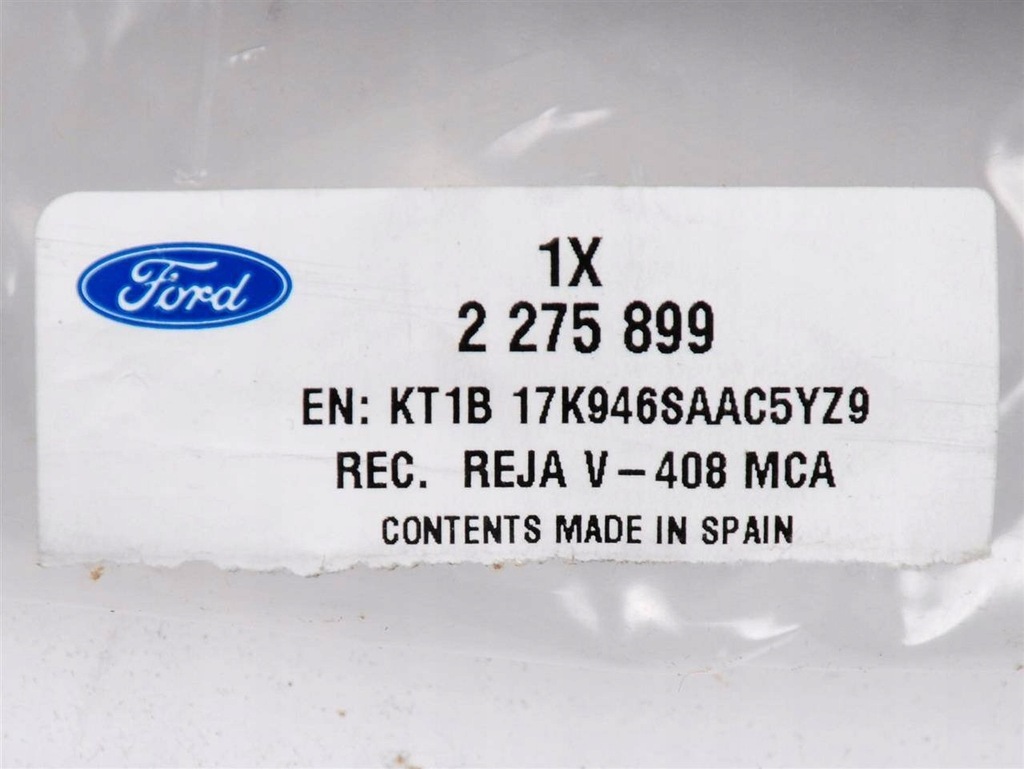 Ford
1X
2 275 899
EN: KT1B 17K946SAAC5YZ9
REC. REJA V-408 MCA
CONTENTS MADE IN SPAIN